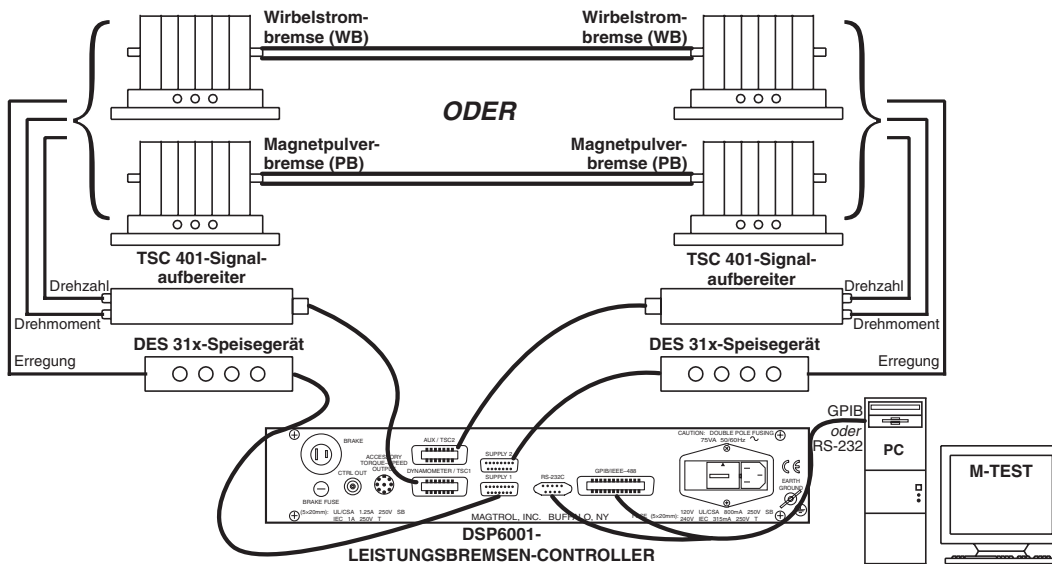 Wirbelstrom-
bremse (WB)
Wirbelstrom-
bremse (WB)
ODER
Magnetpulver-
bremse (PB)
Magnetpulver-
bremse (PB)
TSC 401-Signal-
aufbereiter
TSC 401-Signal-
aufbereiter
Drehzahl
Drehzahl
Drehmoment
Drehmoment
DES 31x-Speisegerät
DES 31x-Speisegerät
Erregung
Erregung
GPIB
oder
RS-232
PC
M-TEST
BRAKE
CTRL OUT
BRAKE FUSE
ACCESSORY
TORQUE–SPEED
OUTPUT
AUX / TSC2
DYNAMOMETER / TSC1
SUPPLY 2
SUPPLY 1
RS-232C
GPIB/IEEE–488
CAUTION: DOUBLE POLE FUSING
75VA 50/60Hz
EARTH
GROUND
(5x20mm): UL/CSA 1.25A 250V SB
IEC 1A 250V T
MAGTROL, INC. BUFFALO, NY
(5x20mm): 120V UL/CSA 800mA 250V SB
240V IEC 315mA 250V T
DSP6001-
LEISTUNGSBREMSEN-CONTROLLER